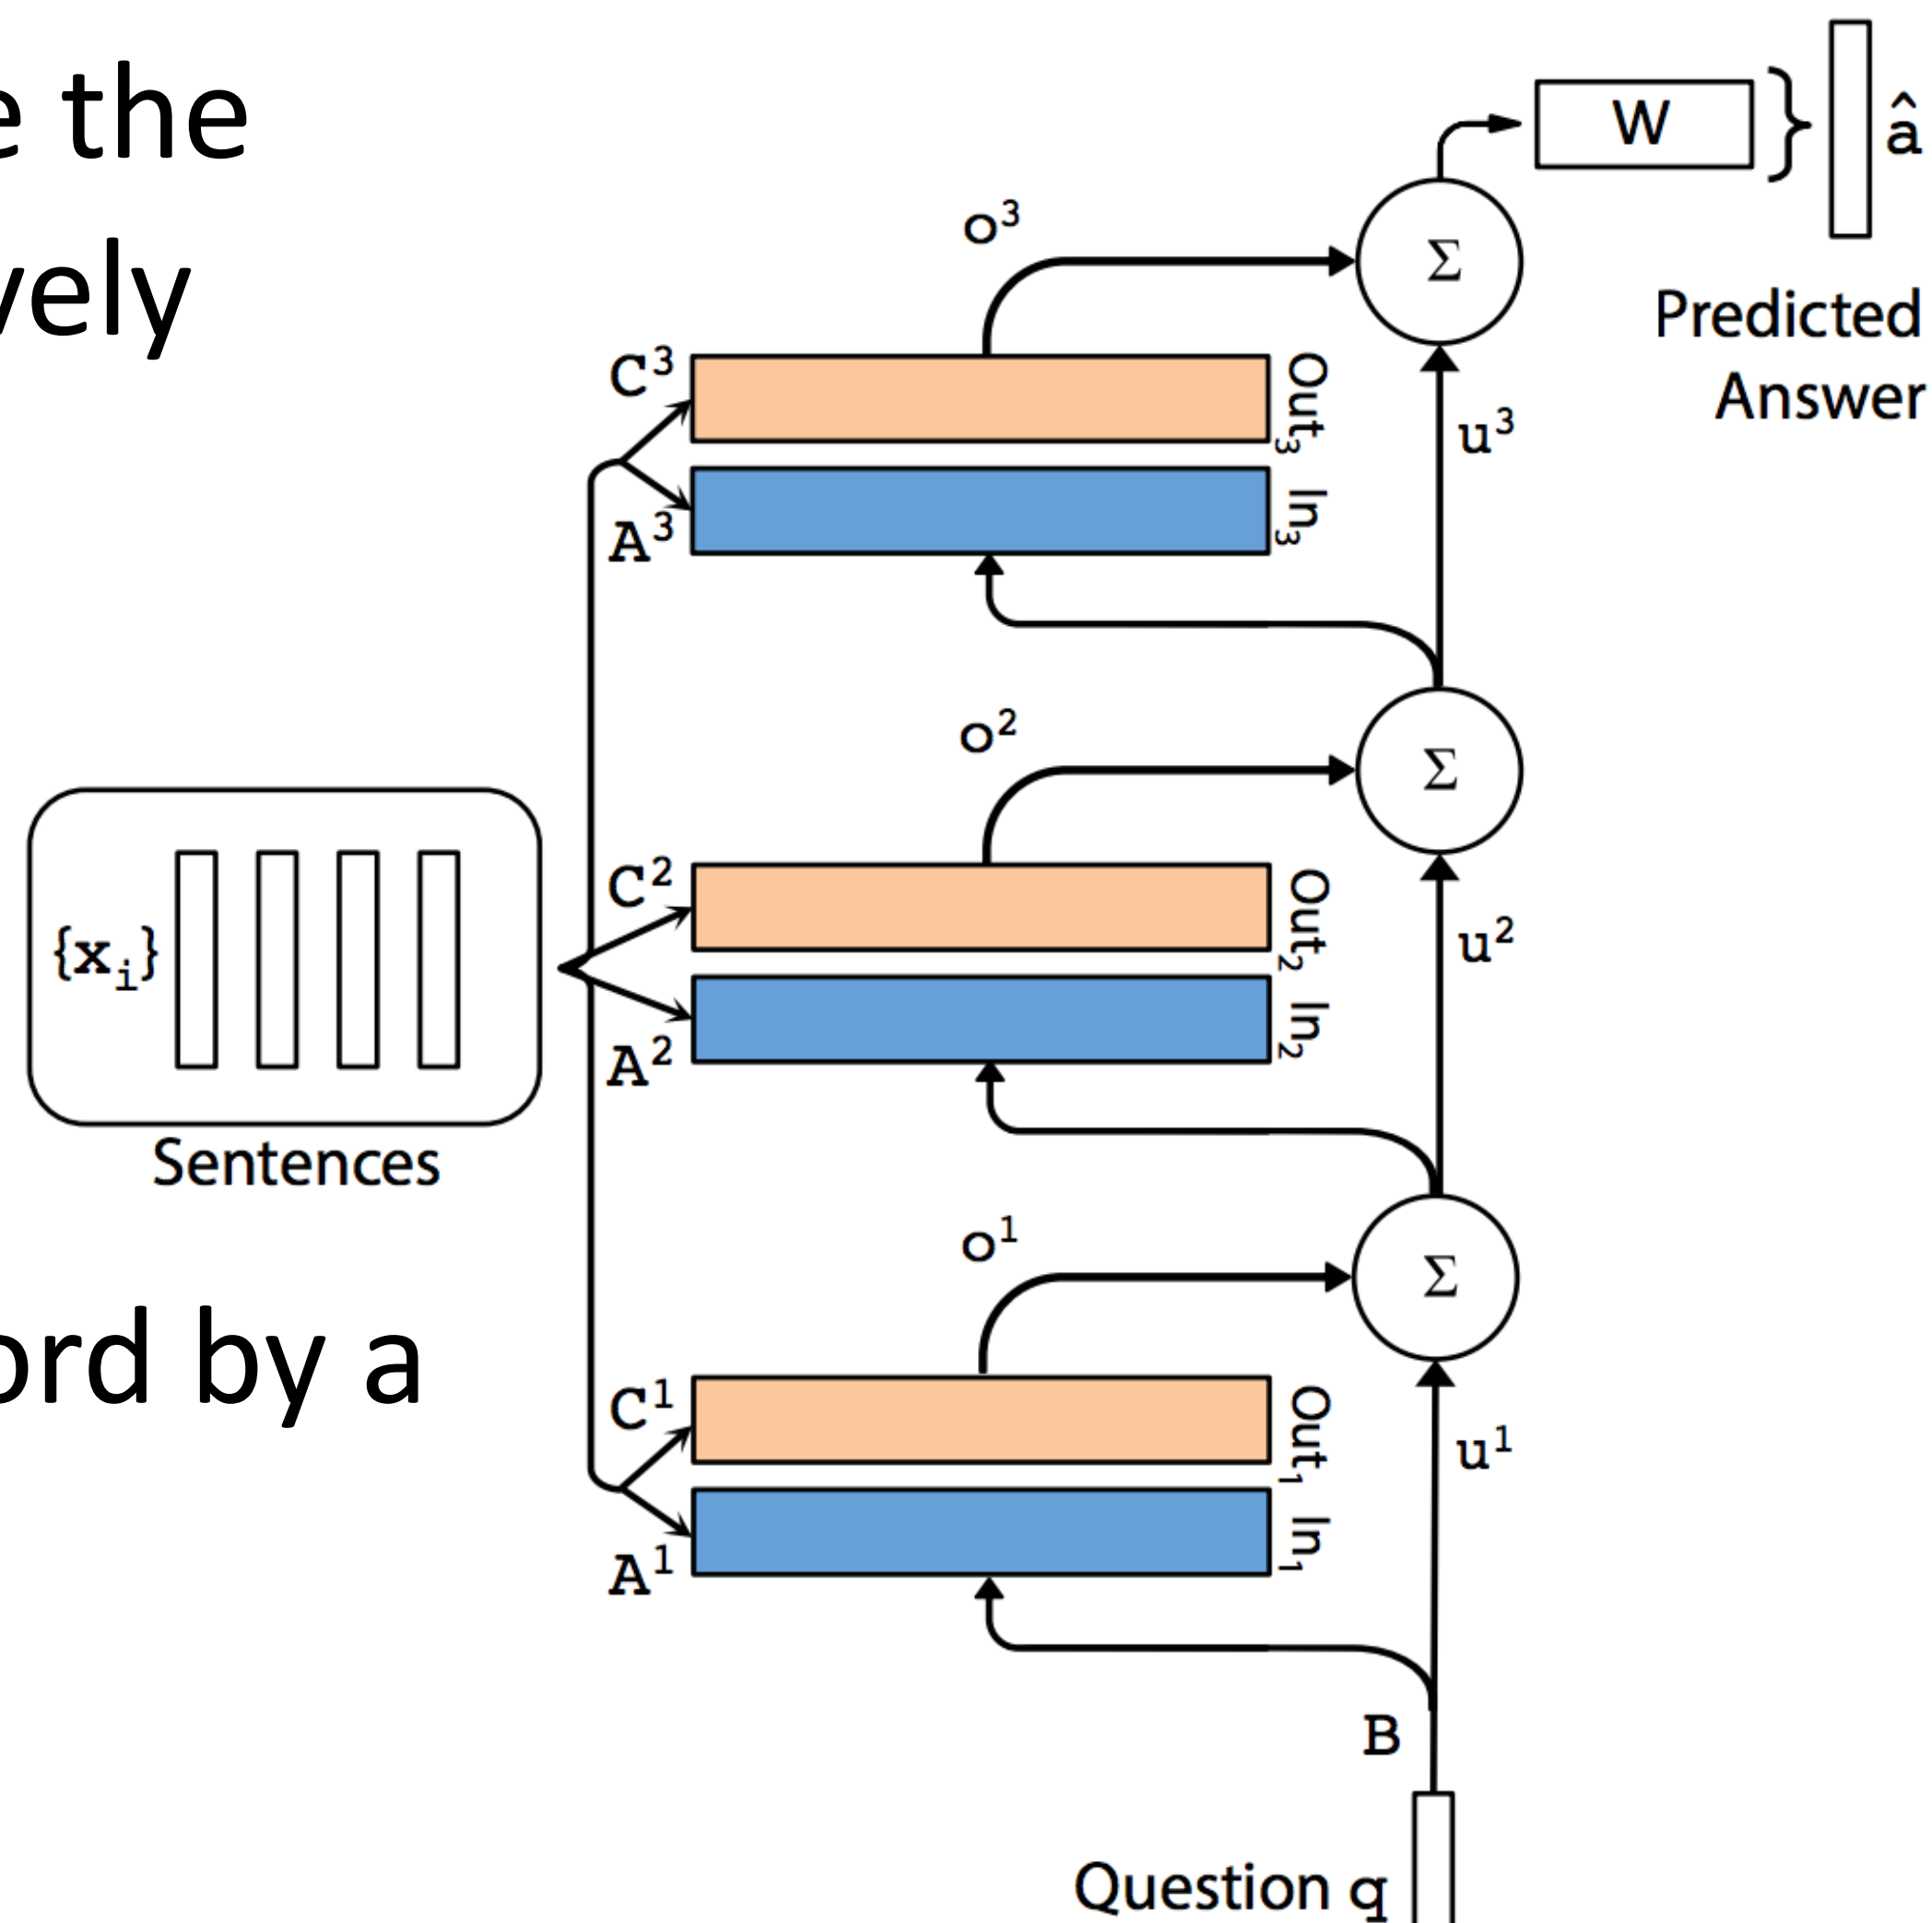 e the
vely
ord by a
W
â
Predicted
Answer
Σ
o³
u³
C³
Out₃
A³
In₃
Σ
o²
u²
C²
Out₂
A²
In₂
{xᵢ}
Sentences
Σ
o¹
u¹
C¹
Out₁
A¹
In₁
B
Question q